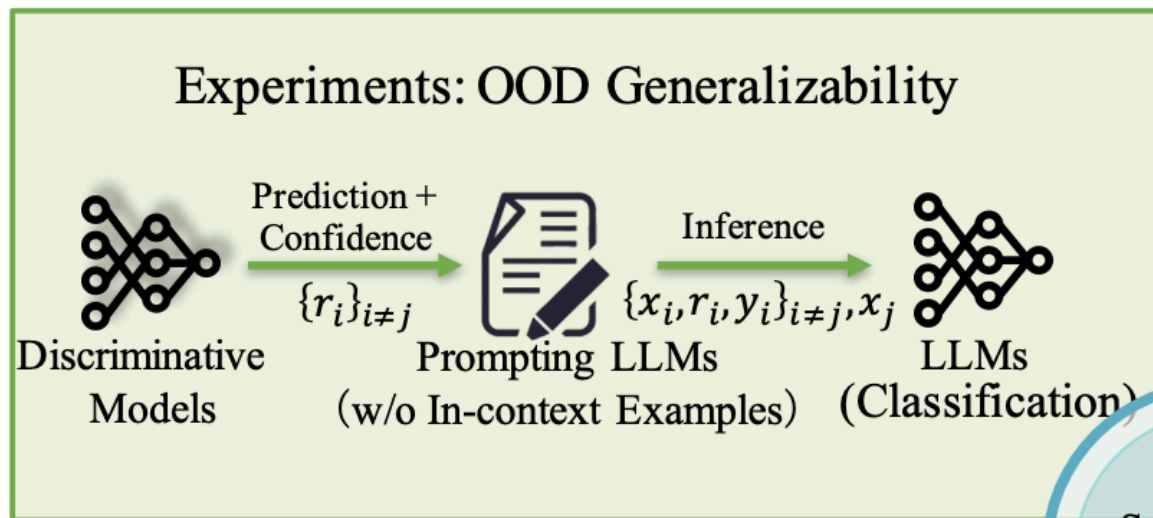 Experiments: OOD Generalizability
Prediction +
Confidence
{r_i}_{i≠j}
Inference
{x_i, r_i, y_i}_{i≠j}, x_j
Discriminative
Models
Prompting LLMs
(w/o In-context Examples)
LLMs
(Classification)